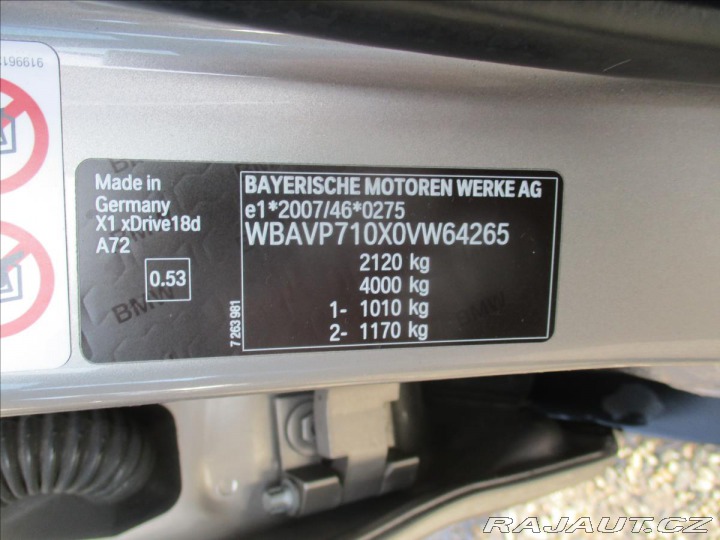 Made in
Germany
X1 xDrive18d
A72
0.53
7 263 981
BAYERISCHE MOTOREN WERKE AG
e1*2007/46*0275
WBAVP710X0VW64265
2120 kg
4000 kg
1- 1010 kg
2- 1170 kg
BMW
RAJAUT.CZ